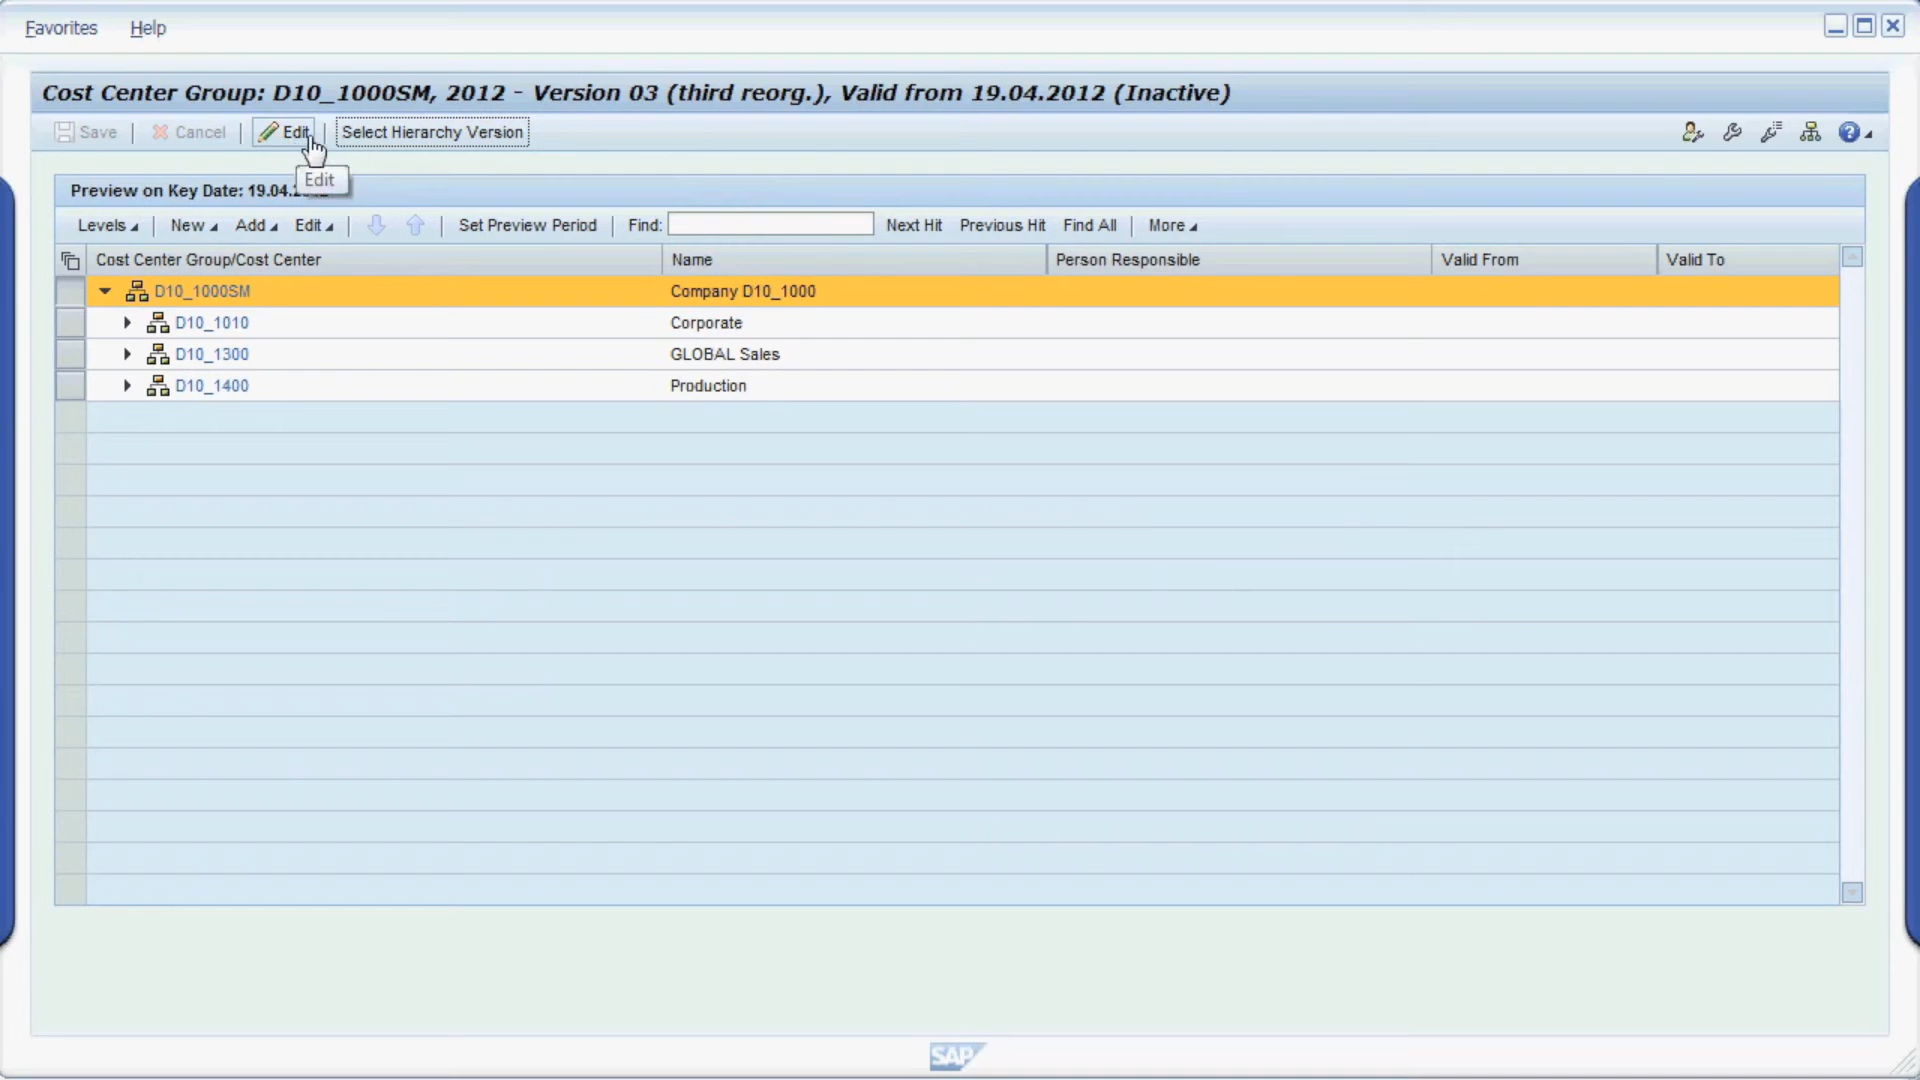 Favorites Help
Cost Center Group: D10_1000SM, 2012 - Version 03 (third reorg.), Valid from 19.04.2012 (Inactive)
Save Cancel Edit Select Hierarchy Version
Edit
Preview on Key Date: 19.04.
Levels New Add Edit Set Preview Period Find: Next Hit Previous Hit Find All More
Cost Center Group/Cost Center Name Person Responsible Valid From Valid To
D10_1000SM Company D10_1000
D10_1010 Corporate
D10_1300 GLOBAL Sales
D10_1400 Production
SAP